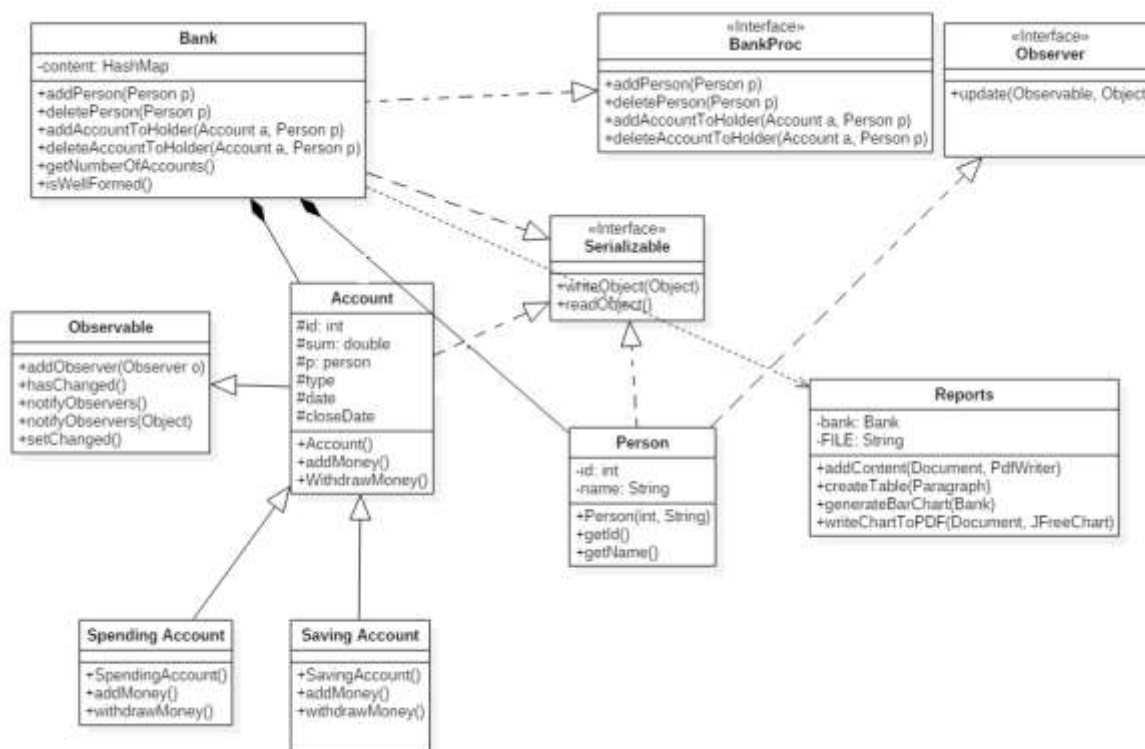 Bank
-content: HashMap
+addPerson(Person p)
+deletePerson(Person p)
+addAccountToHolder(Account a, Person p)
+deleteAccountToHolder(Account a, Person p)
+getNumberOfAccounts()
+isWellFormed()
«Interface»
BankProc
+addPerson(Person p)
+deletePerson(Person p)
+addAccountToHolder(Account a, Person p)
+deleteAccountToHolder(Account a, Person p)
«Interface»
Observer
+update(Observable, Object
«Interface»
Serializable
+writeObject(Object)
+readObject()
Account
#id: int
#sum: double
#p: person
#type
#date
#closeDate
+Account()
+addMoney()
+WithdrawMoney()
Observable
+addObserver(Observer o)
+hasChanged()
+notifyObservers()
+notifyObservers(Object)
+setChanged()
Reports
-bank: Bank
-FILE: String
+addContent(Document, PdfWriter)
+createTable(Paragraph)
+generateBarChart(Bank)
+writeChartToPDF(Document, JFreeChart)
Person
-id: int
-name: String
+Person(int, String)
+getId()
+getName()
Spending Account
+SpendingAccount()
+addMoney()
+withdrawMoney()
Saving Account
+SavingAccount()
+addMoney()
+withdrawMoney()